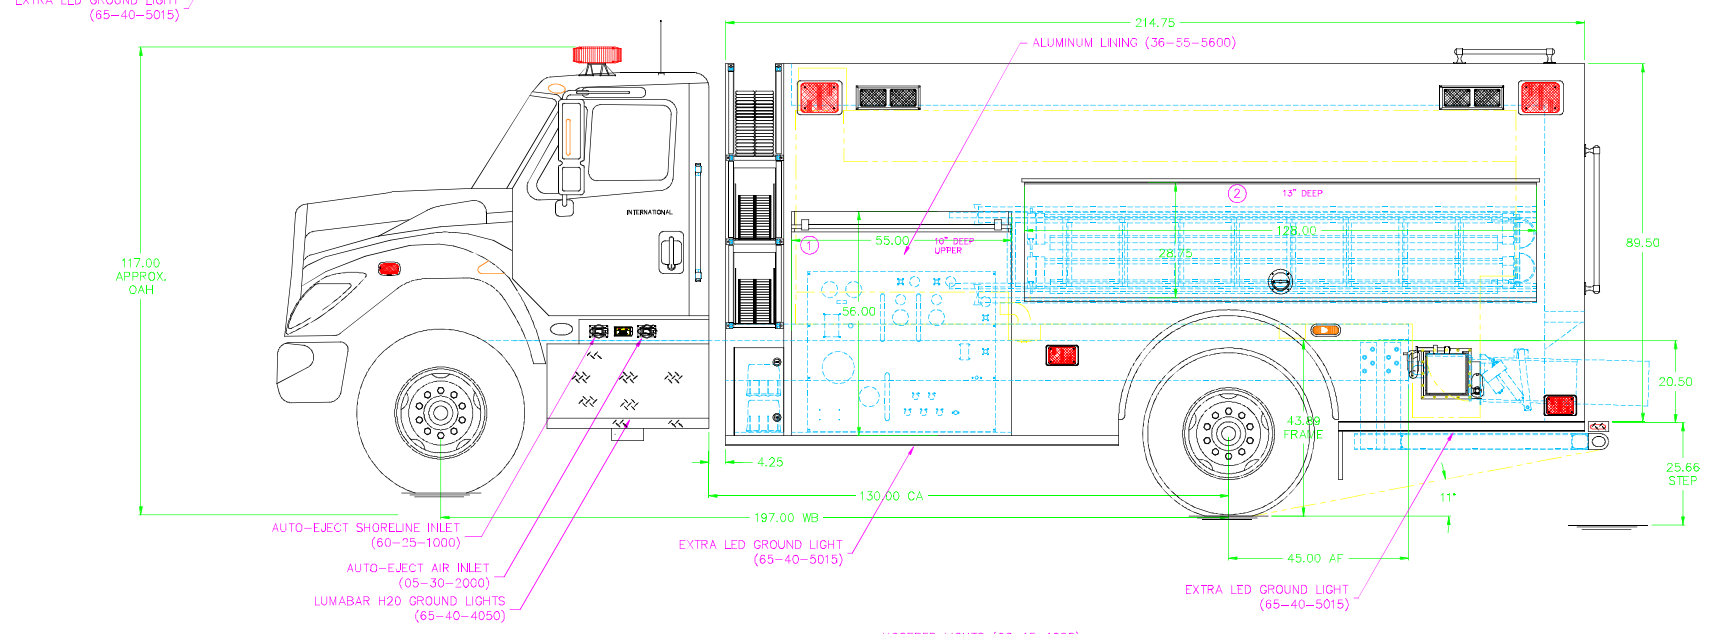 EXTRA LED GROUND LIGHT
(65-40-5015)
214.75
ALUMINUM LINING (36-55-5600)
117.00
APPROX.
OAH
INTERNATIONAL
1
55.00
10" DEEP
UPPER
2
13" DEEP
128.00
28.75
89.50
56.00
20.50
43.89
FRAME
4.25
25.66
STEP
130.00 CA
11°
197.00 WB
AUTO-EJECT SHORELINE INLET
(60-25-1000)
EXTRA LED GROUND LIGHT
(65-40-5015)
45.00 AF
AUTO-EJECT AIR INLET
(05-30-2000)
EXTRA LED GROUND LIGHT
(65-40-5015)
LUMABAR H20 GROUND LIGHTS
(65-40-4050)